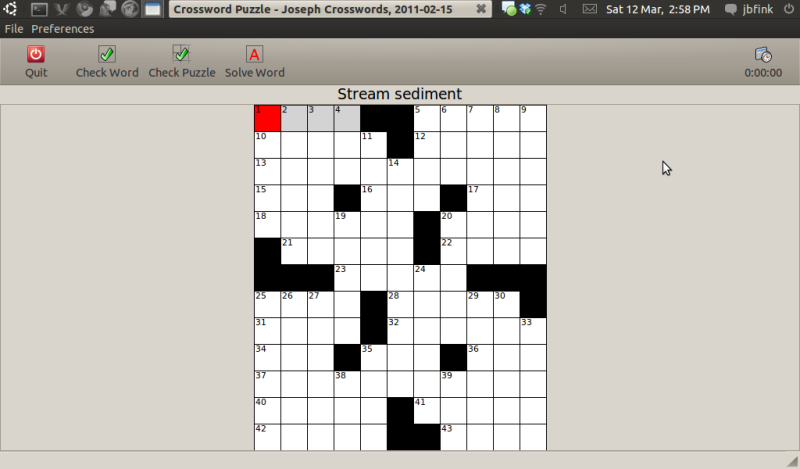 Crossword Puzzle - Joseph Crosswords, 2011-02-15 Sat 12 Mar, 2:58 PM jbfink
File Preferences
Quit Check Word Check Puzzle Solve Word 0:00:00
A
Stream sediment
1 2 3 4 5 6 7 8 9
10 11 12
13 14
15 16 17
18 19 20
21 22
23 24
25 26 27 28 29 30
31 32 33
34 35 36
37 38 39
40 41
42 43